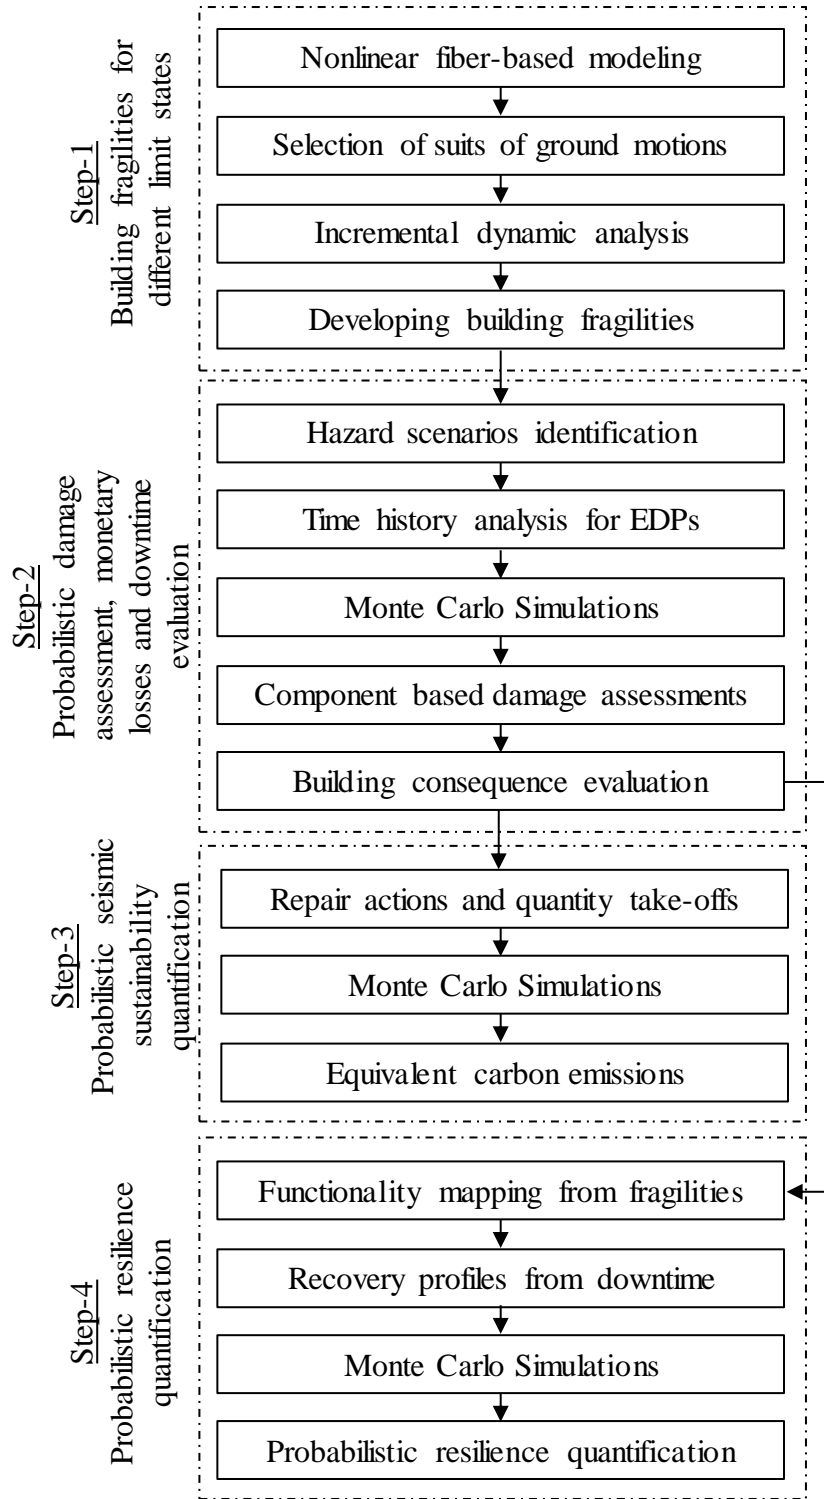 Step-1
Building fragilities for
different limit states
Nonlinear fiber-based modeling
Selection of suits of ground motions
Incremental dynamic analysis
Developing building fragilities
Step-2
Probabilistic damage
assessment, monetary
losses and downtime
evaluation
Hazard scenarios identification
Time history analysis for EDPs
Monte Carlo Simulations
Component based damage assessments
Building consequence evaluation
Step-3
Probabilistic seismic
sustainability
quantification
Repair actions and quantity take-offs
Monte Carlo Simulations
Equivalent carbon emissions
Step-4
Probabilistic resilience
quantification
Functionality mapping from fragilities
Recovery profiles from downtime
Monte Carlo Simulations
Probabilistic resilience quantification